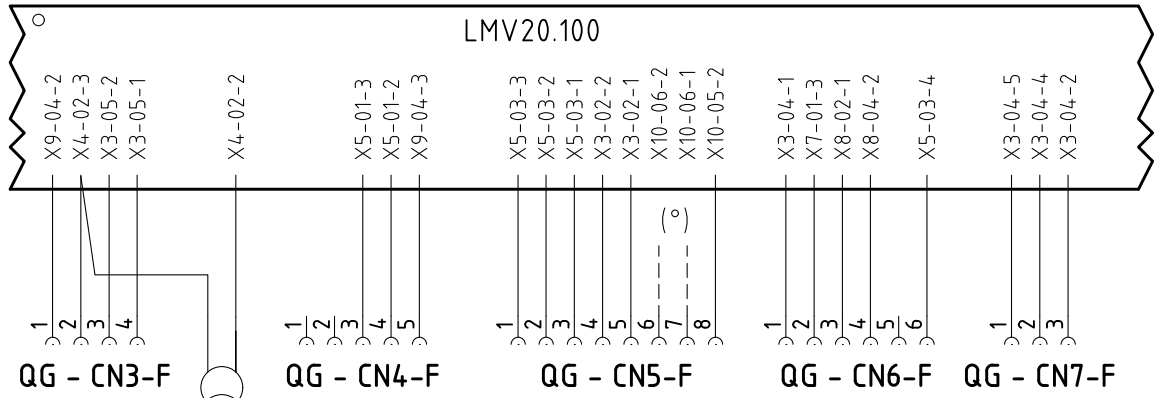 LMV20.100
X9-04-2 X4-02-3 X3-05-2 X3-05-1 X4-02-2 X5-01-3 X5-01-2 X9-04-3 X5-03-3 X5-03-2 X5-03-1 X3-02-2 X3-02-1 X10-06-2 X10-06-1 X10-05-2 X3-04-1 X7-01-3 X8-02-1 X8-04-2 X5-03-4 X3-04-5 X3-04-4 X3-04-2
(°)
1 2 3 4 1 2 3 4 5 1 2 3 4 5 6 7 8 1 2 3 4 5 6 1 2 3
QG - CN3-F QG - CN4-F QG - CN5-F QG - CN6-F QG - CN7-F